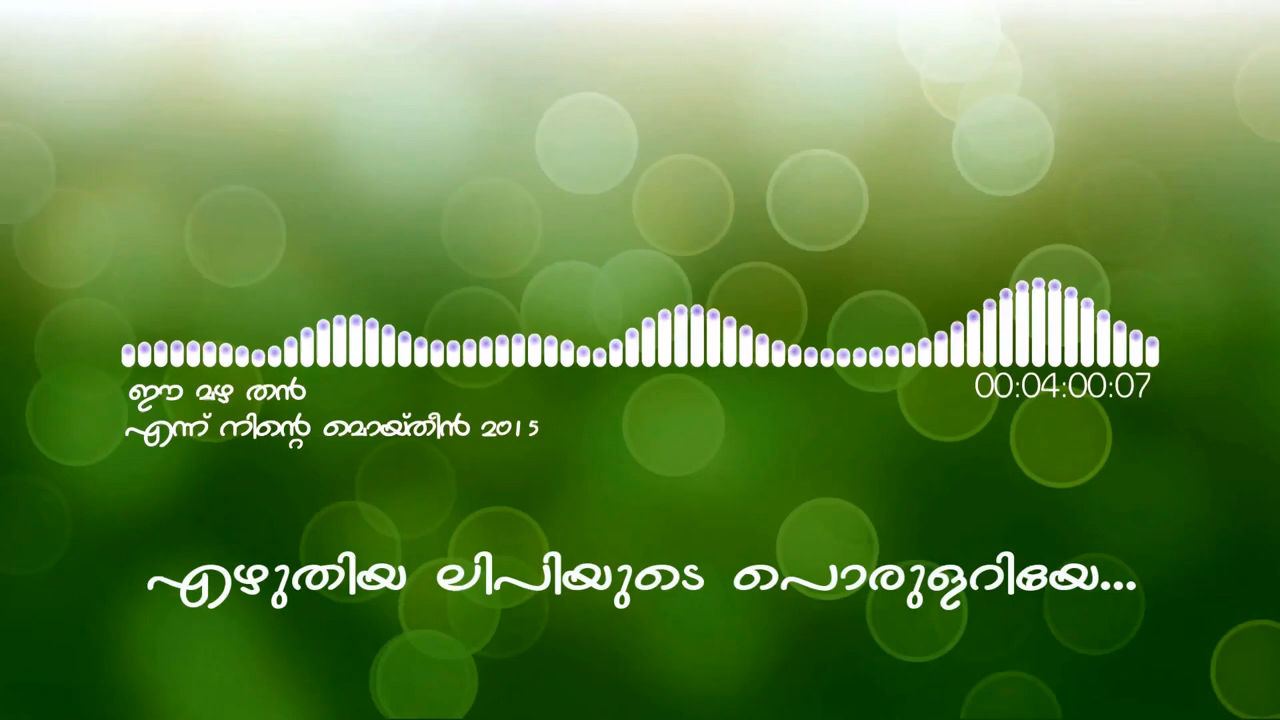 ഈ മഴ തൻ
00:04:00:07
എന്ന് നിന്റെ മൊയ്തീൻ 2015
എഴുതിയ ലിപിയുടെ പൊരുളറിയേ...